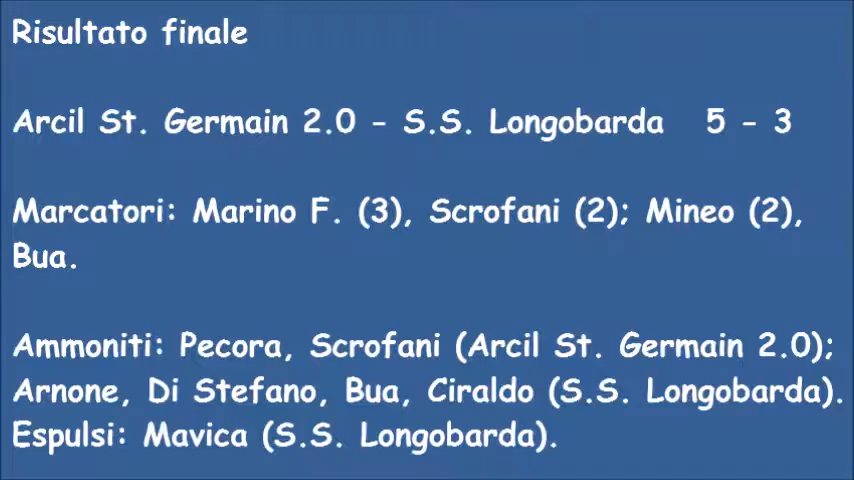 Risultato finale
Arcil St. Germain 2.0 - S.S. Longobarda 5 - 3
Marcatori: Marino F. (3), Scrofani (2); Mineo (2),
Bua.
Ammoniti: Pecora, Scrofani (Arcil St. Germain 2.0);
Arnone, Di Stefano, Bua, Ciraldo (S.S. Longobarda).
Espulsi: Mavica (S.S. Longobarda).